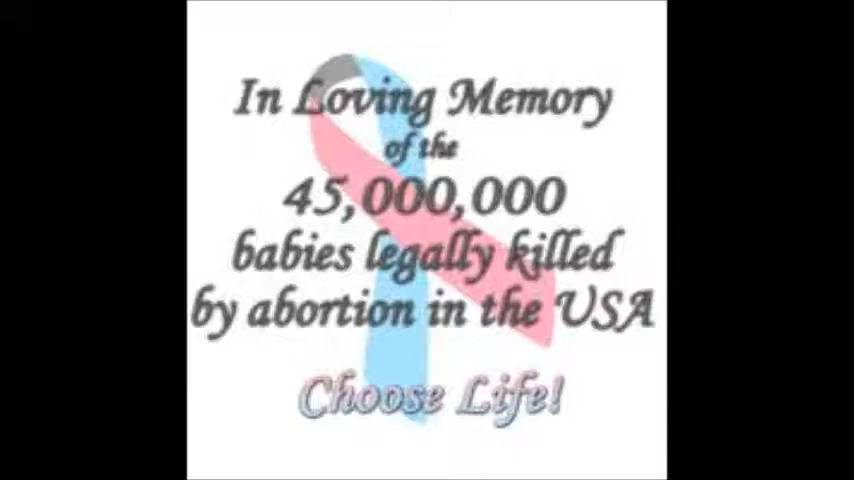 In Loving Memory
of the
45,000,000
babies legally killed
by abortion in the USA
Choose Life!